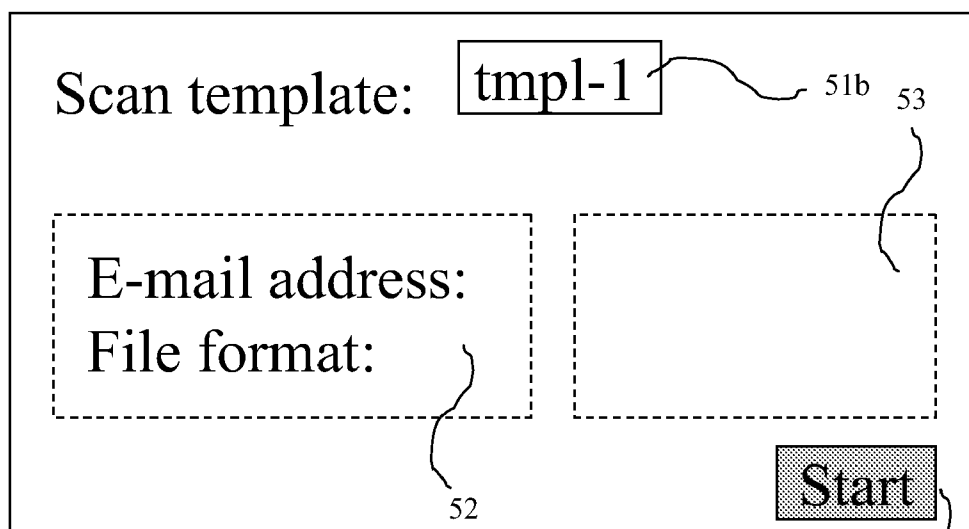 Scan template: tmpl-1
51b
53
E-mail address:
File format:
52
Start